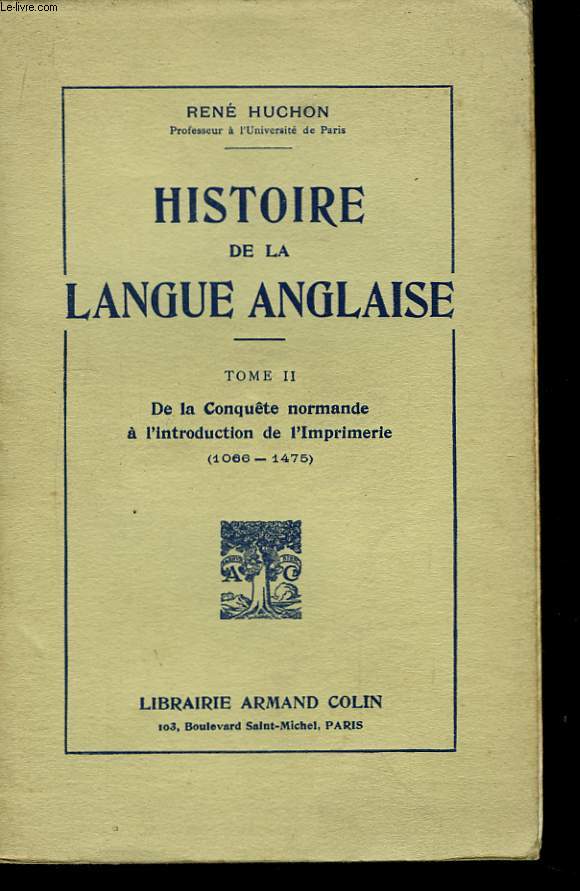 Le-livre.com
RENÉ HUCHON
Professeur à l'Université de Paris
HISTOIRE
DE LA
LANGUE ANGLAISE
TOME II
De la Conquête normande
à l'introduction de l'Imprimerie
(1066 — 1475)
A C
LIBRAIRIE ARMAND COLIN
103, Boulevard Saint-Michel, PARIS